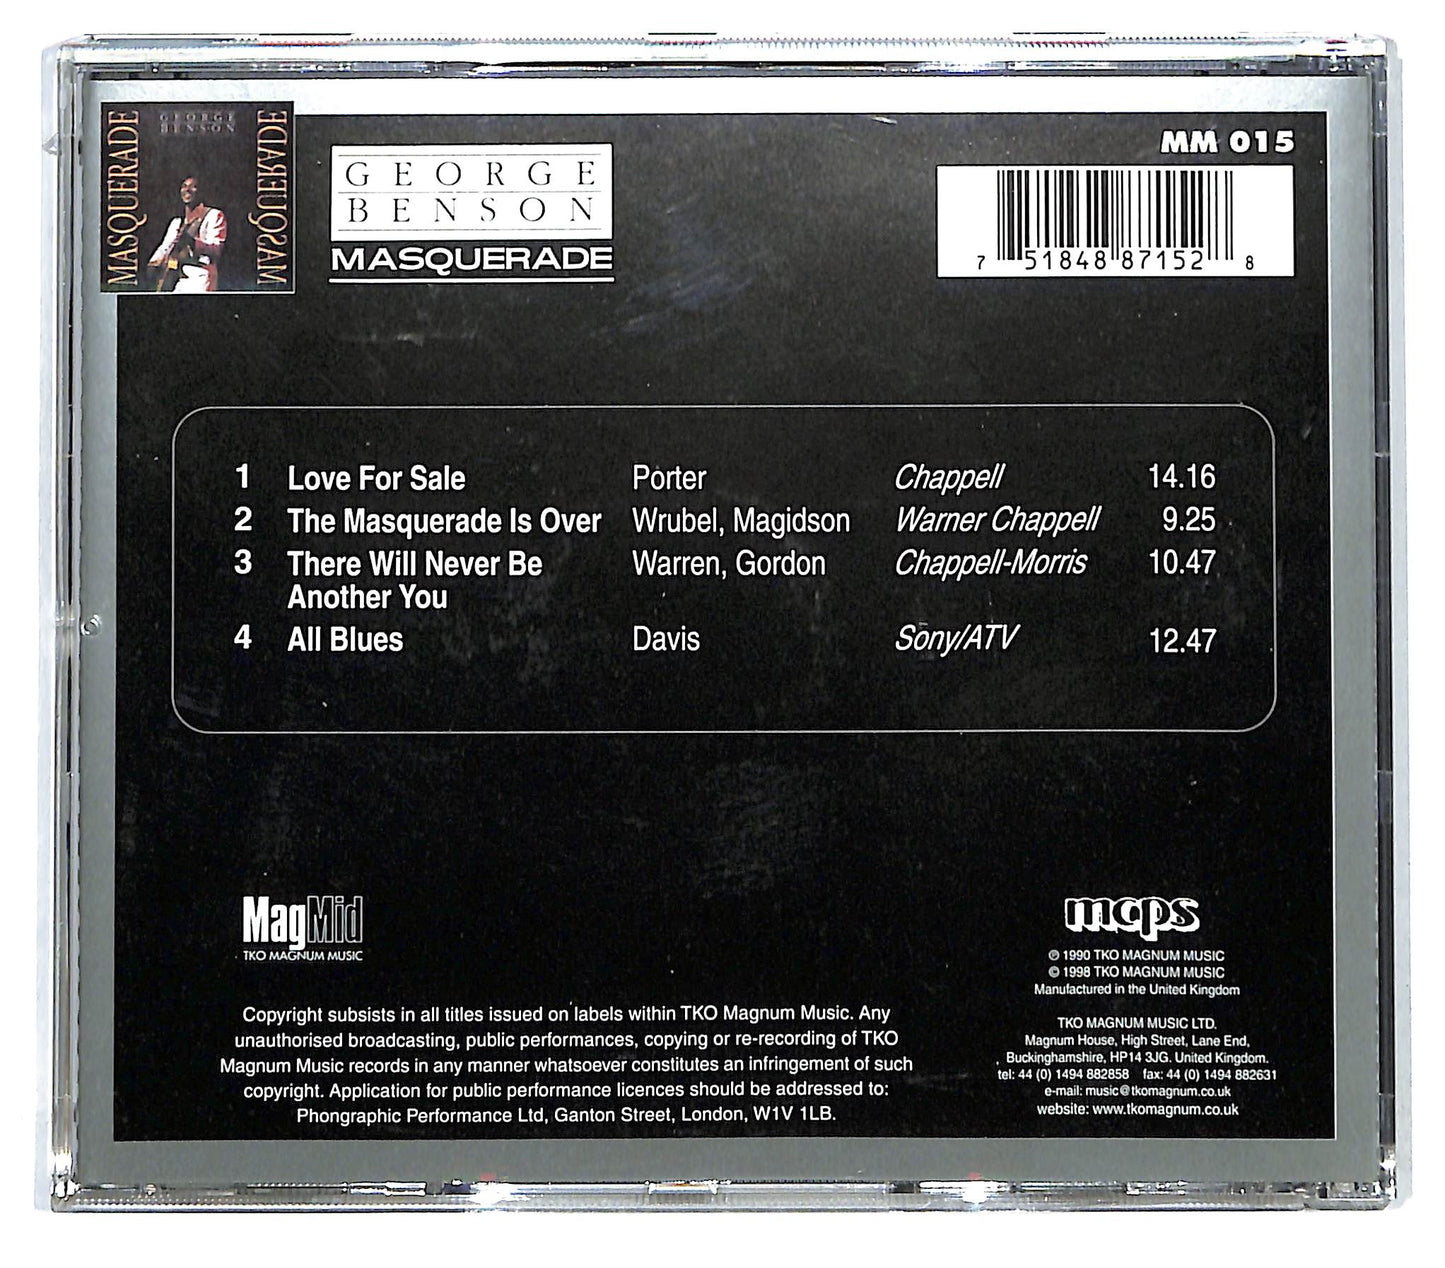 MASQUERADE
GEORGE
BENSON
MASQUERADE
GEORGE
BENSON
MASQUERADE
MM 015
7 51848 87152 8
1 Love For Sale Porter Chappell 14.16
2 The Masquerade Is Over Wrubel, Magidson Warner Chappell 9.25
3 There Will Never Be Warren, Gordon Chappell-Morris 10.47
Another You
4 All Blues Davis Sony/ATV 12.47
MagMid
TKO MAGNUM MUSIC
Copyright subsists in all titles issued on labels within TKO Magnum Music. Any
unauthorised broadcasting, public performances, copying or re-recording of TKO
Magnum Music records in any manner whatsoever constitutes an infringement of such
copyright. Application for public performance licences should be addressed to:
Phongraphic Performance Ltd, Ganton Street, London, W1V 1LB.
mcps
℗ 1990 TKO MAGNUM MUSIC
© 1998 TKO MAGNUM MUSIC
Manufactured in the United Kingdom
TKO MAGNUM MUSIC LTD.
Magnum House, High Street, Lane End,
Buckinghamshire, HP14 3JG. United Kingdom.
tel: 44 (0) 1494 882858 fax: 44 (0) 1494 882631
e-mail: music@tkomagnum.co.uk
website: www.tkomagnum.co.uk